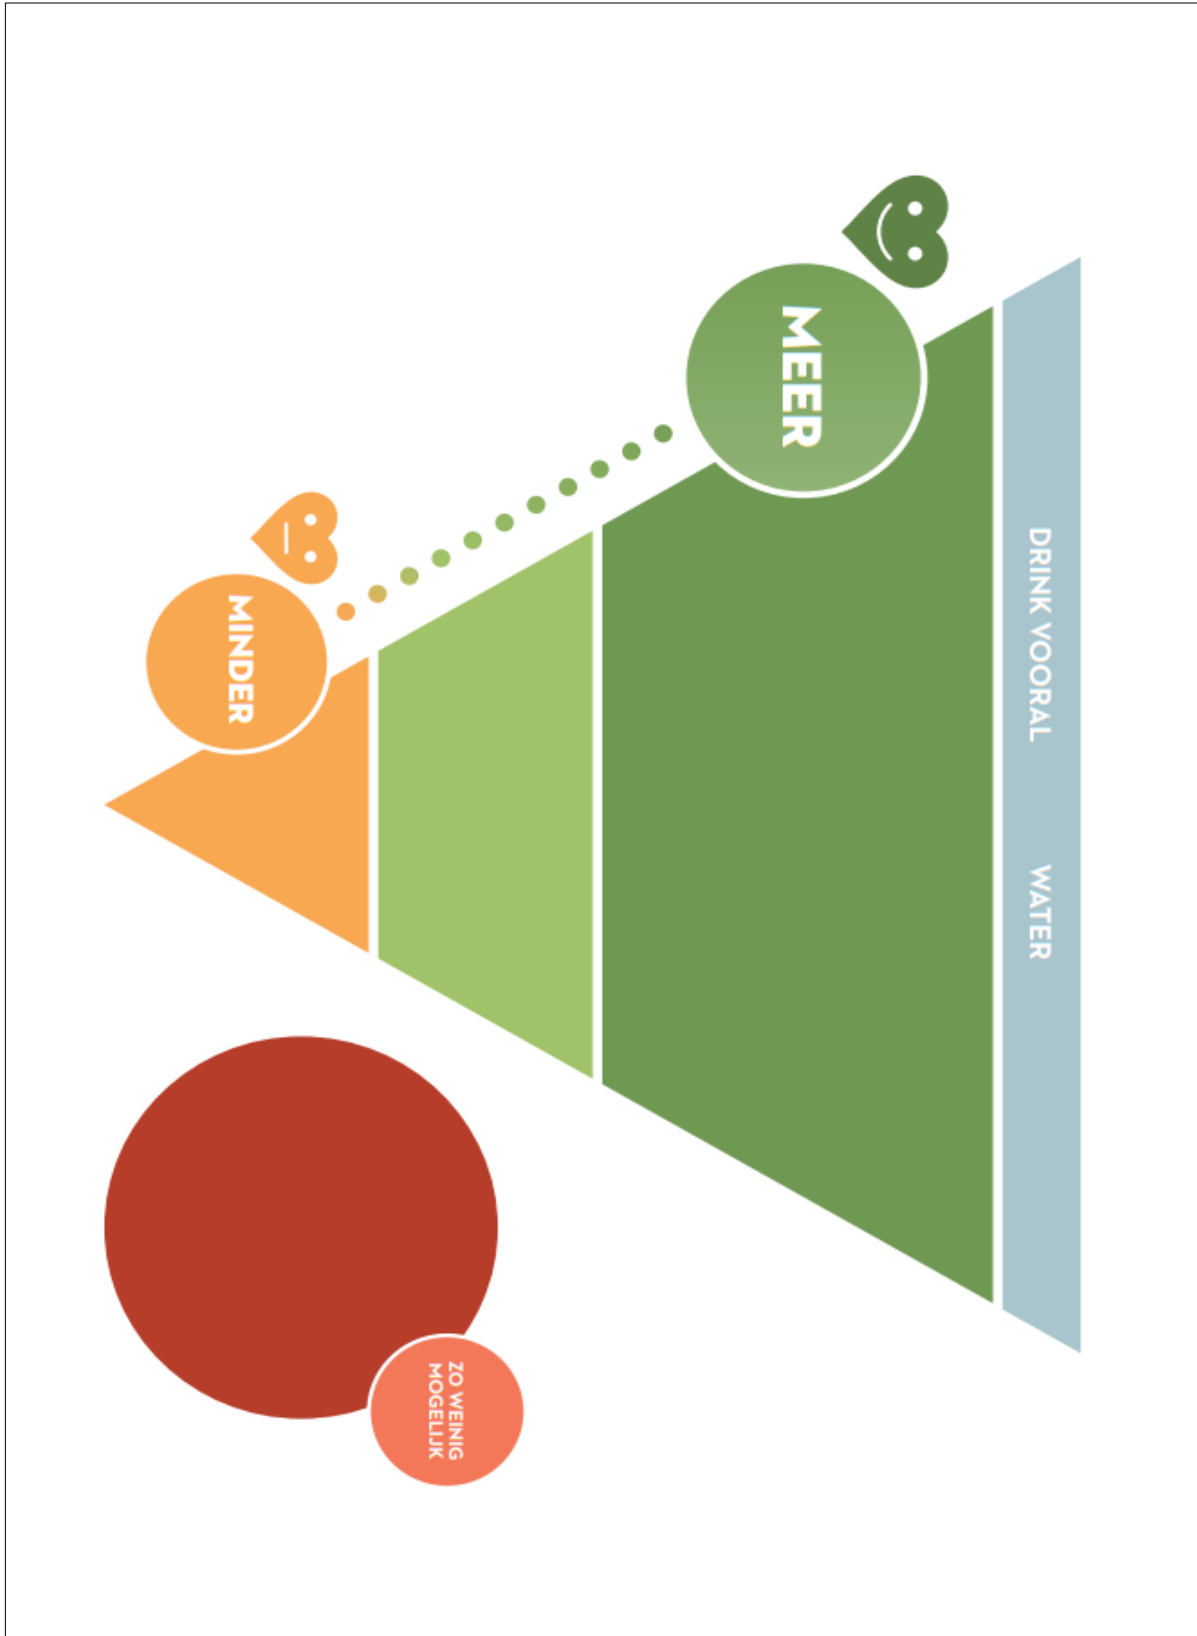 MEER
MINDER
DRINK VOORAL WATER
ZO WEINIG
MOGELIJK